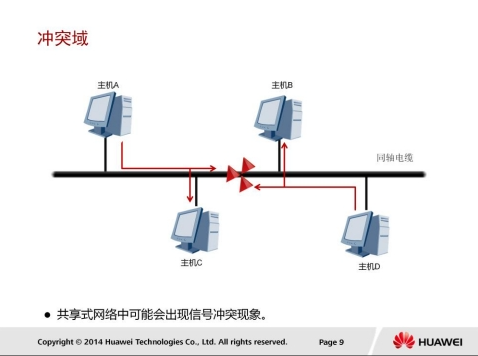 冲突域
主机A
主机B
同轴电缆
主机C
主机D
● 共享式网络中可能会出现信号冲突现象。
Copyright © 2014 Huawei Technologies Co., Ltd. All rights reserved.
Page 9
HUAWEI